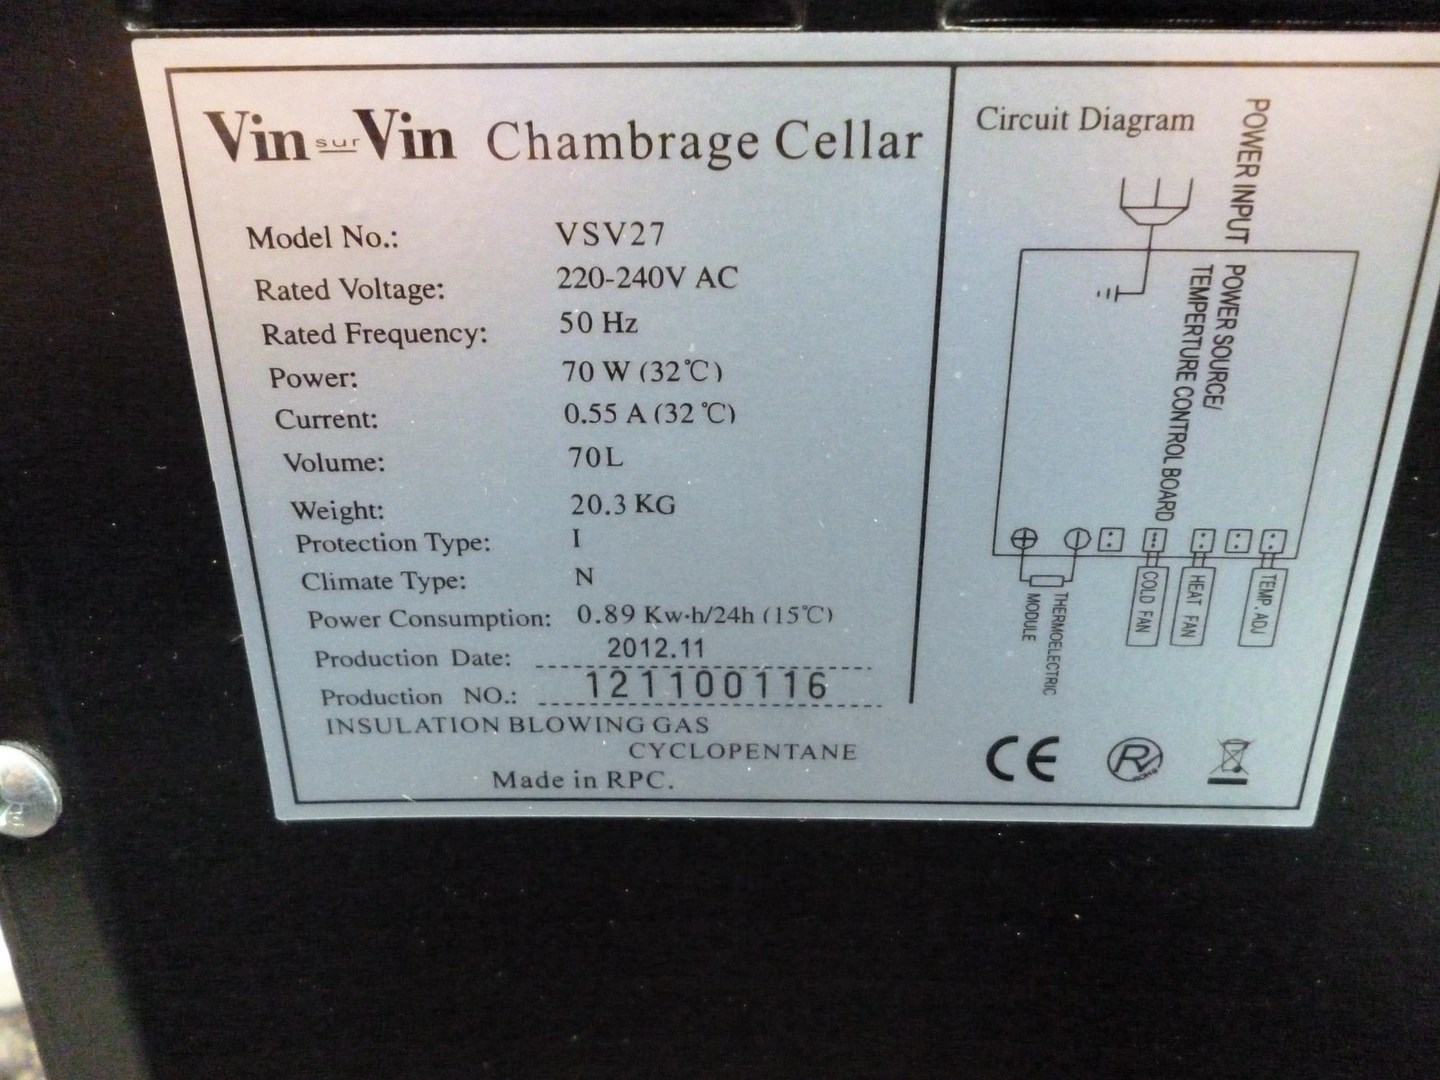 Vin sur Vin Chambrage Cellar
Model No.: VSV27
Rated Voltage: 220-240V AC
Rated Frequency: 50 Hz
Power: 70 W (32℃)
Current: 0.55 A (32 ℃)
Volume: 70L
Weight: 20.3 KG
Protection Type: I
Climate Type: N
Power Consumption: 0.89 Kw·h/24h (15℃)
Production Date: 2012.11
Production NO.: 121100116
INSULATION BLOWING GAS
CYCLOPENTANE
Made in RPC.
Circuit Diagram
POWER INPUT
POWER SOURCE/
TEMPERTURE CONTROL BOARD
TEMP. ADJ
HEAT FAN
COLD FAN
THERMOELECTRIC
MODULE
CE